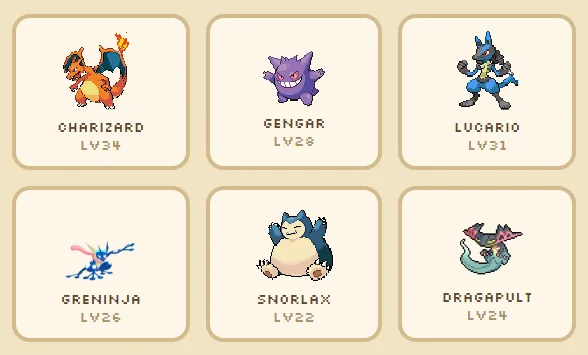 CHARIZARD
LV34
GENGAR
LV28
LUCARIO
LV31
GRENINJA
LV26
SNORLAX
LV22
DRAGAPULT
LV24